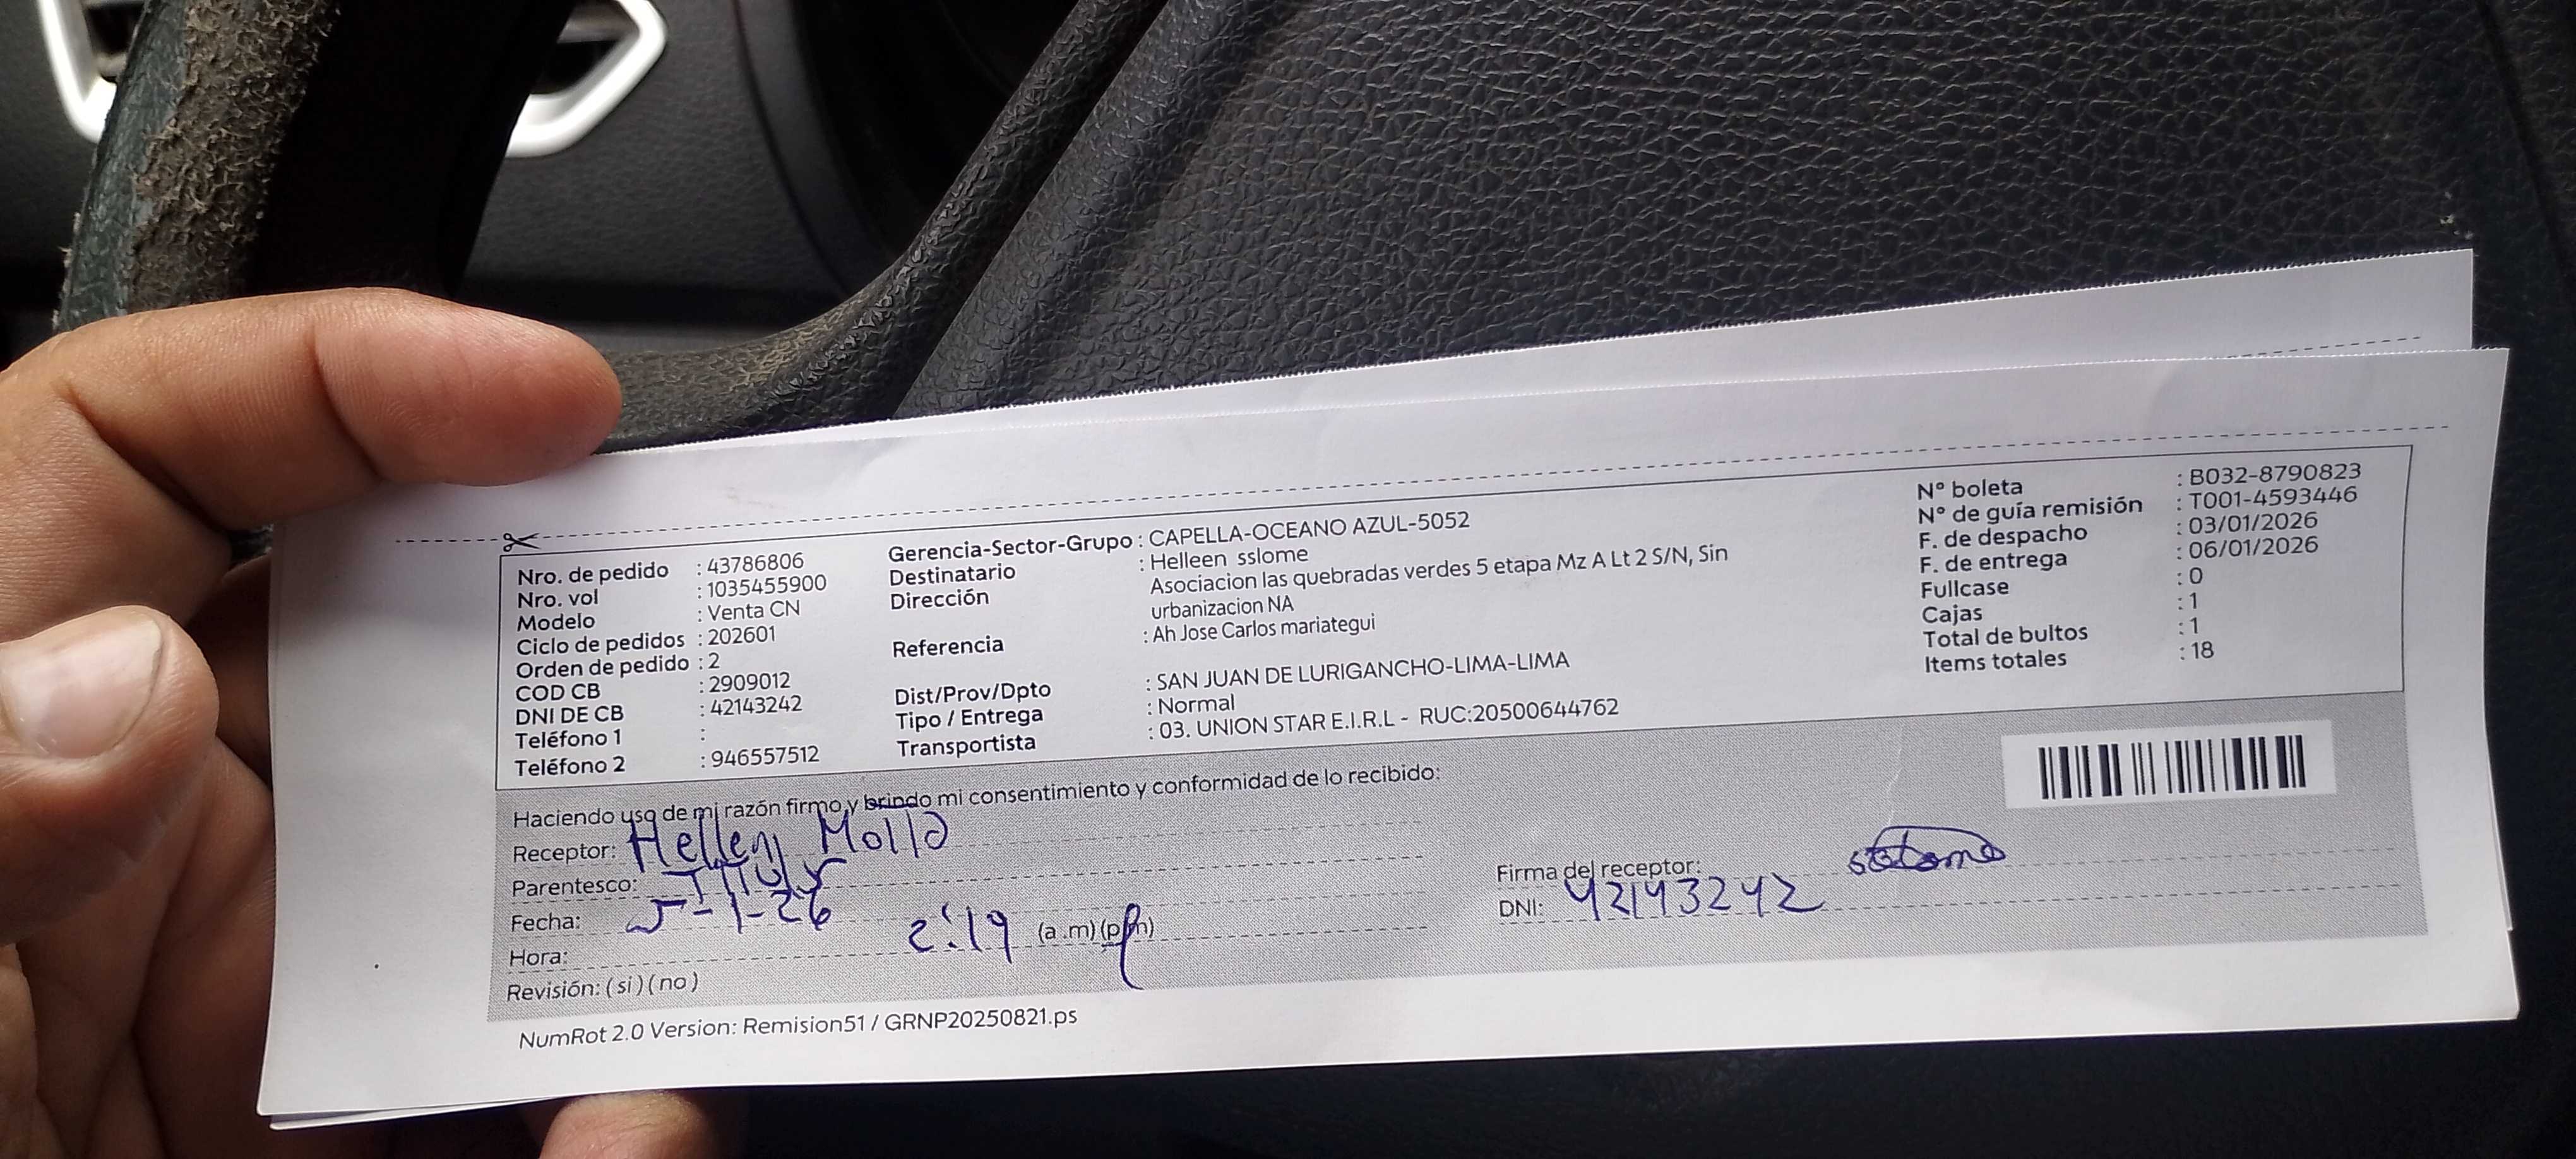 Nro. de pedido : 43786806
Nro. vol : 1035455900
Modelo : Venta CN
Ciclo de pedidos : 202601
Orden de pedido : 2
COD CB : 2909012
DNI DE CB : 42143242
Teléfono 1 :
Teléfono 2 : 946557512
Gerencia-Sector-Grupo : CAPELLA-OCEANO AZUL-5052
Destinatario : Helleen sslome
Dirección Asociacion las quebradas verdes 5 etapa Mz A Lt 2 S/N, Sin
urbanizacion NA
Referencia : Ah Jose Carlos mariategui
Dist/Prov/Dpto : SAN JUAN DE LURIGANCHO-LIMA-LIMA
Tipo / Entrega : Normal
Transportista : 03. UNION STAR E.I.R.L - RUC:20500644762
N° boleta : B032-8790823
N° de guía remisión : T001-4593446
F. de despacho : 03/01/2026
F. de entrega : 06/01/2026
Fullcase : 0
Cajas : 1
Total de bultos : 1
Items totales : 18
Haciendo uso de mi razón firmo y brindo mi consentimiento y conformidad de lo recibido:
Receptor: Hellen Mollo
Parentesco:
Fecha: 5-1-26
Hora: 2:19 (a.m) (pm)
Revisión: (si) (no)
Firma del receptor:
DNI: 42143242
NumRot 2.0 Version: Remision51 / GRNP20250821.ps